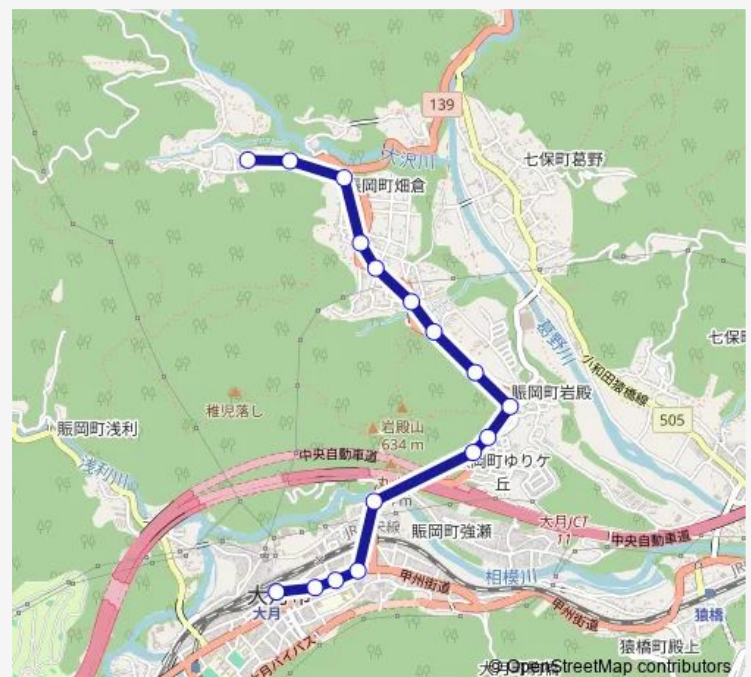 139
大沢川
七保町葛野
賑岡町畑倉
葛野川
小和田猿橋線
505
賑岡町岩殿
稚児落し
岩殿山
634 m
賑岡町浅利
浅利川
中央自動車道
岡町ゆりケ
丘
賑岡町強瀬
大月JCT
11
中央自動車道
甲州街道
相模川
大月
甲州街道
猿橋
猿橋町殿上
月バイパス
© OpenStreetMap contributors